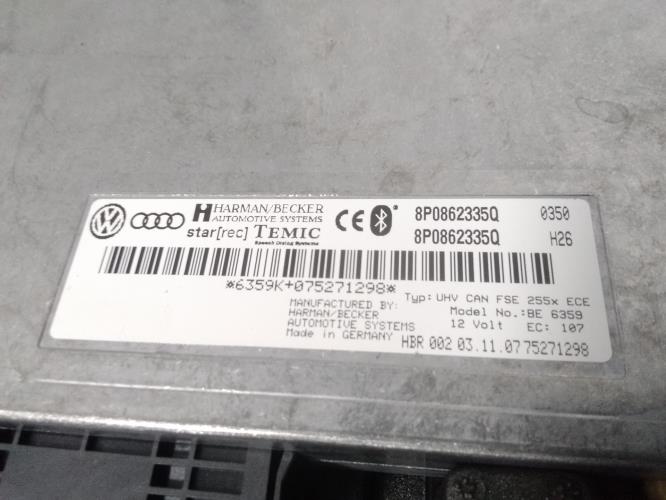 HARMAN/BECKER
AUTOMOTIVE SYSTEMS
star[rec] TEMIC
Speech Dialog Systems
CE
8P0862335Q 0350
8P0862335Q H26
*6359K+075271298*
MANUFACTURED BY:
HARMAN/BECKER
AUTOMOTIVE SYSTEMS
Made in GERMANY
Typ: UHV CAN FSE 255x ECE
Model No.: BE 6359
12 Volt EC: 107
HBR 002 03.11.07 75271298